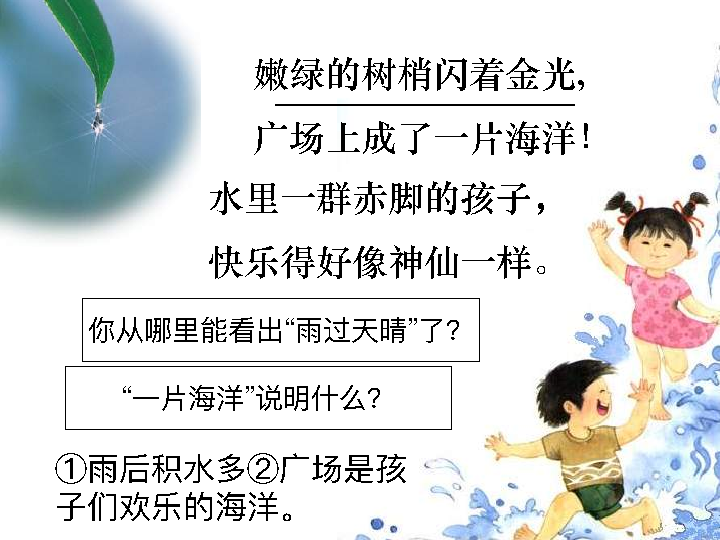 嫩绿的树梢闪着金光,
广场上成了一片海洋!
水里一群赤脚的孩子，
快乐得好像神仙一样。
你从哪里能看出“雨过天晴”了?
“一片海洋”说明什么?
①雨后积水多②广场是孩
子们欢乐的海洋。